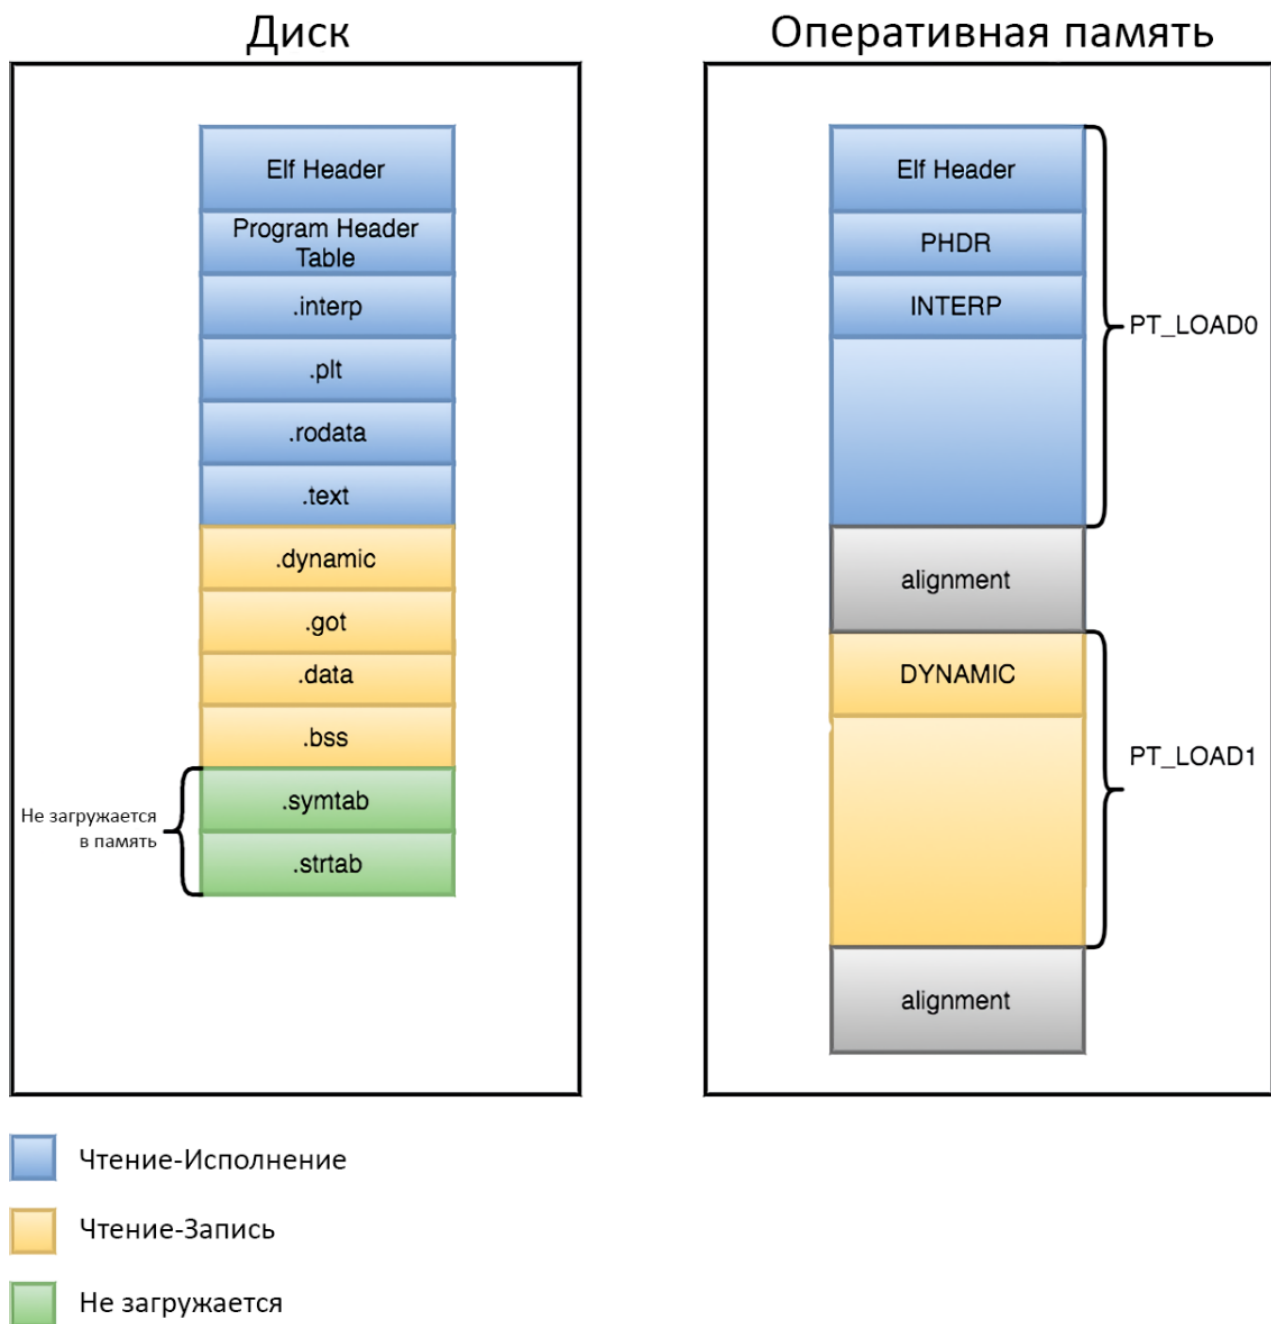 Диск
Elf Header
Program Header
Table
.interp
.plt
.rodata
.text
.dynamic
.got
.data
.bss
.symtab
.strtab
Не загружается
в память
Оперативная память
Elf Header
PHDR
INTERP
PT_LOAD0
alignment
DYNAMIC
PT_LOAD1
alignment
Чтение-Исполнение
Чтение-Запись
Не загружается